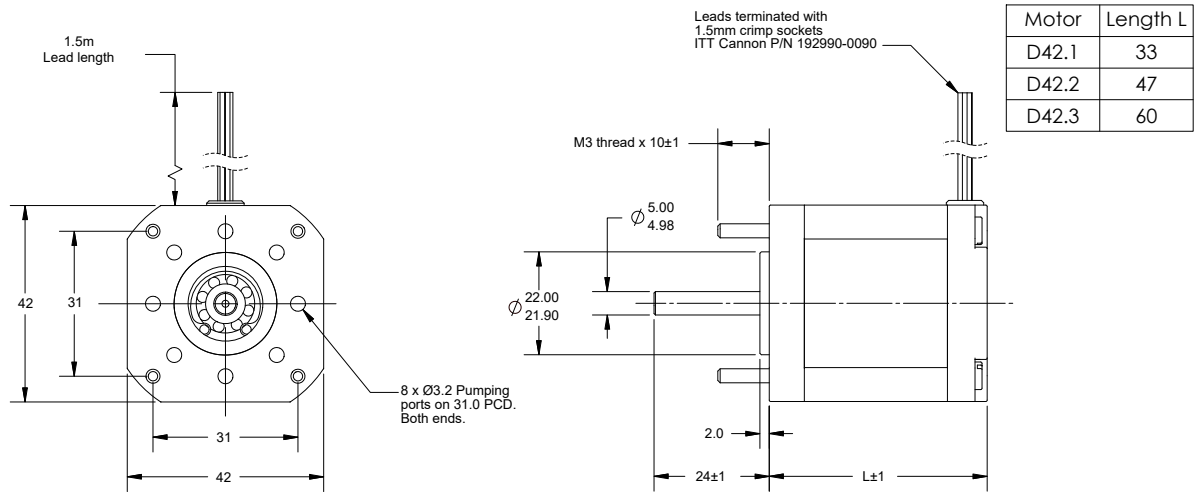 1.5m
Lead length
42
31
31
42
8 x Ø3.2 Pumping
ports on 31.0 PCD.
Both ends.
Leads terminated with
1.5mm crimp sockets
ITT Cannon P/N 192990-0090
M3 thread x 10±1
Ø 5.00
4.98
Ø 22.00
21.90
2.0
24±1
L±1
Motor Length L
D42.1 33
D42.2 47
D42.3 60